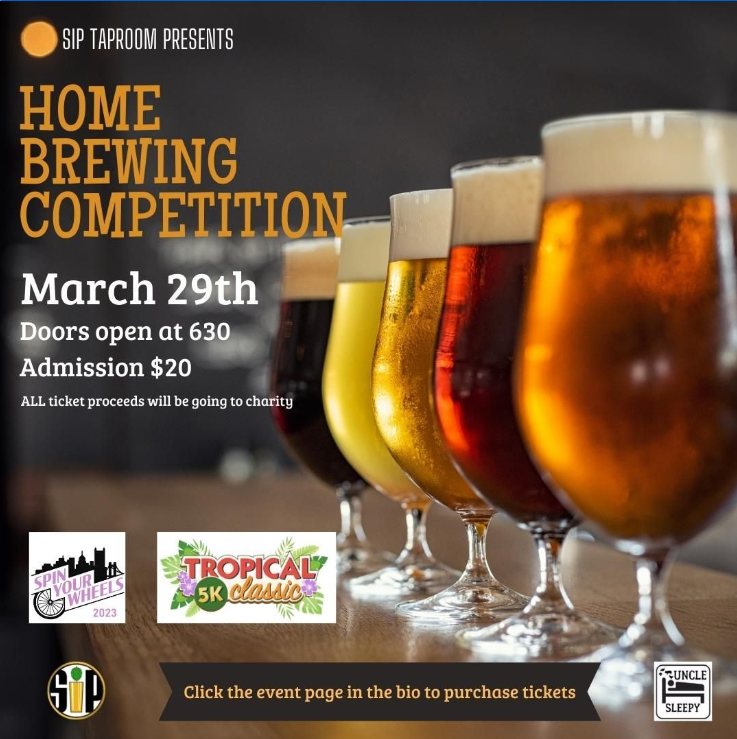 SIP TAPROOM PRESENTS
HOME
BREWING
COMPETITION
March 29th
Doors open at 630
Admission $20
ALL ticket proceeds will be going to charity
SPIN
YOUR
WHEELS
2023
TROPICAL
5K classic
SiP
Click the event page in the bio to purchase tickets
UNCLE
SLEEPY